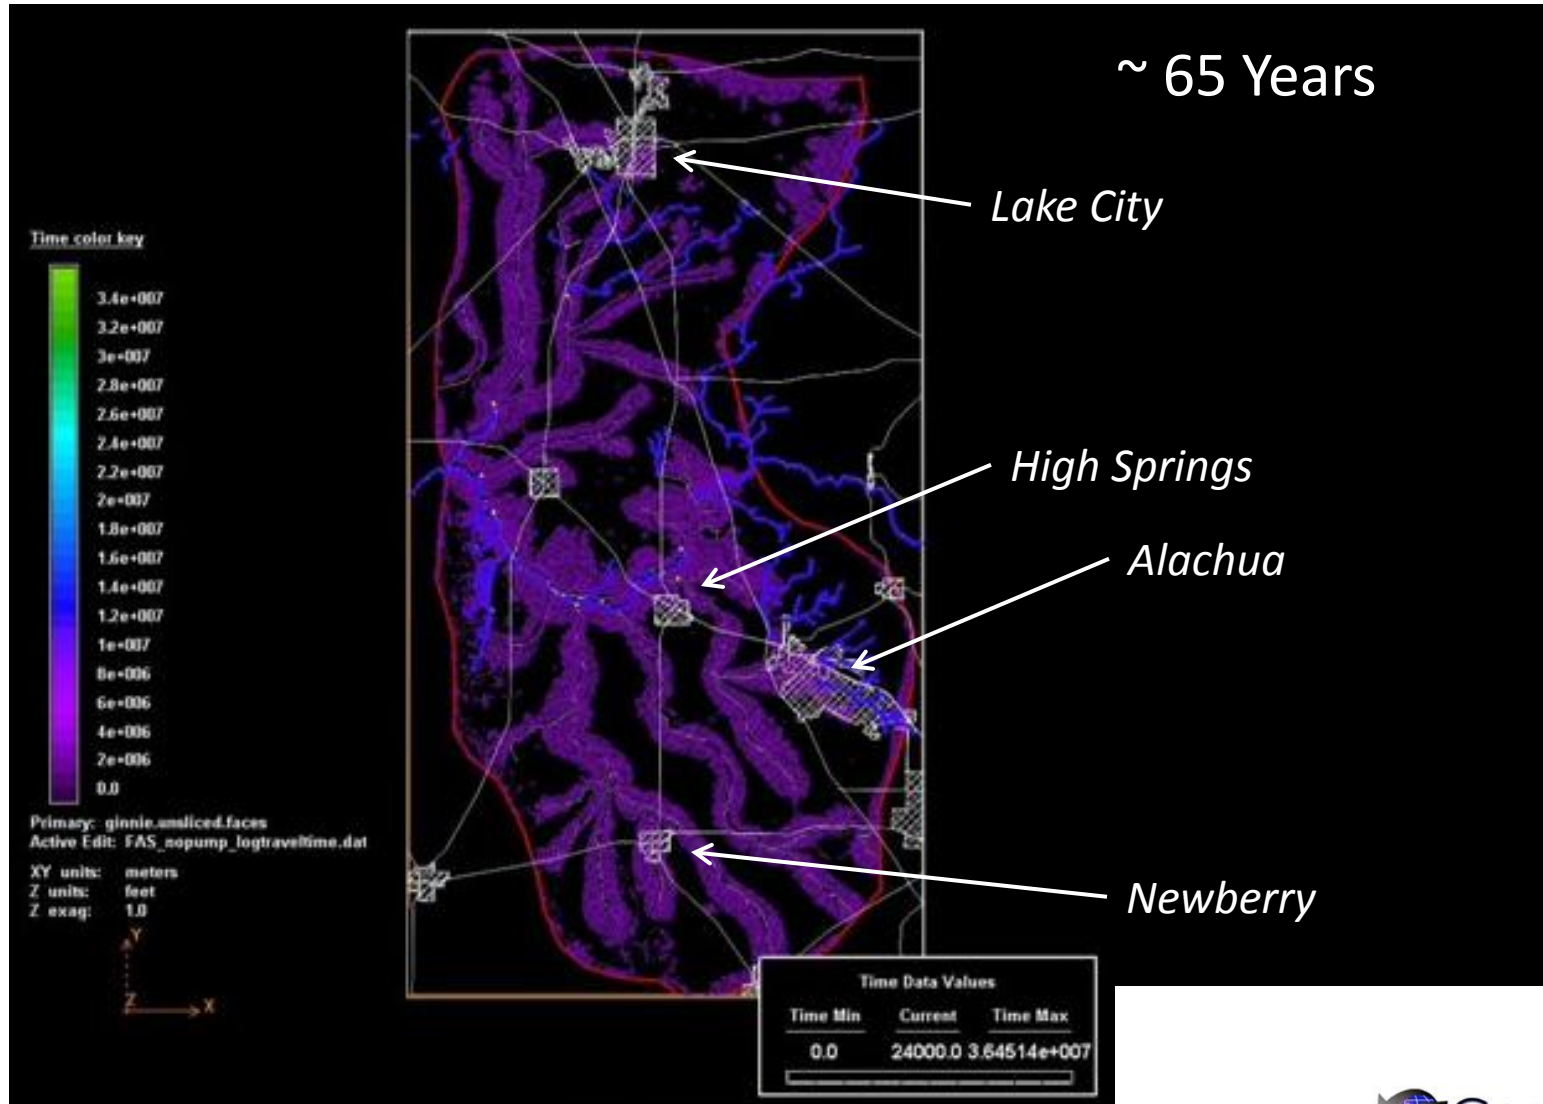 ~ 65 Years
Lake City
High Springs
Alachua
Newberry
Time color key
3.4e+007
3.2e+007
3e+007
2.8e+007
2.6e+007
2.4e+007
2.2e+007
2e+007
1.8e+007
1.6e+007
1.4e+007
1.2e+007
1e+007
8e+006
6e+006
4e+006
2e+006
0.0
Primary: ginnie.unsliced.faces
Active Edit: FAS_nopump_logtraveltime.dat
XY units: meters
Z units: feet
Z exag: 1.0
Y
Z
X
Time Data Values
Time Min Current Time Max
0.0 24000.0 3.64514e+007